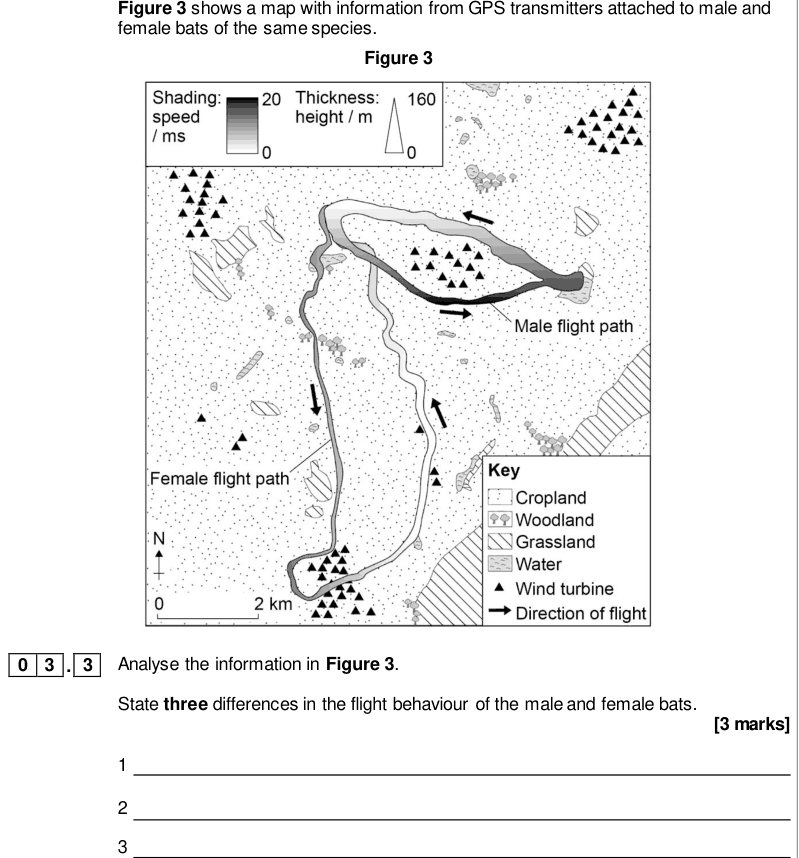 Figure 3 shows a map with information from GPS transmitters attached to male and
female bats of the same species.
Figure 3
Shading:
speed
/ ms
20
0
Thickness:
height / m
160
0
Male flight path
Female flight path
N
0
2 km
Key
Cropland
Woodland
Grassland
Water
Wind turbine
Direction of flight
0 3 . 3 Analyse the information in Figure 3.
State three differences in the flight behaviour of the male and female bats.
[3 marks]
1
2
3